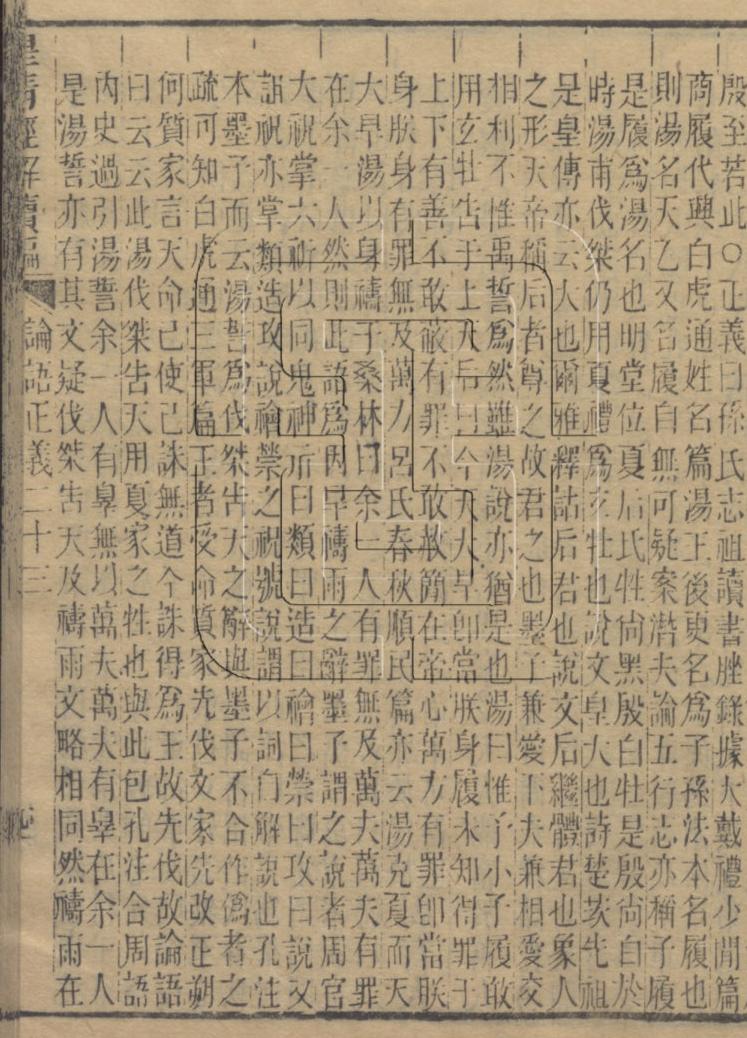 殷至若此○正義曰孫氏志祖讀書脞錄據大戴禮少閒篇
商履代興白虎通姓名篇湯王後更名爲子孫法本名履也
則湯名天乙又名履自無可疑案潛夫論五行志亦稱子履
是履爲湯名也明堂位夏后氏牲尙黑殷白牡是殷尙白於
時湯甫伐桀仍用夏禮爲玄牡也說文皇大也詩楚茨先祖
是皇傳亦云大也爾雅釋詁后君也說文后繼體君也象人
之形天帝稱后者尊之故君之也墨子兼愛下夫兼相愛交
相利不惟禹誓爲然雖湯說亦猶是也湯曰惟予小子履敢
用玄牡告于上天后曰今天大旱卽當朕身履未知得罪于
上下有善不敢蔽有罪不敢赦簡在帝心萬方有罪卽當朕
身朕身有罪無及萬方呂氏春秋順民篇亦云湯克夏而天
大旱湯以身禱于桑林曰余一人有罪無及萬夫萬夫有罪
在余一人然則此語爲因旱禱雨之辭墨子謂之說者周官
大祝掌六祈以同鬼神示曰類曰造曰禬曰禜曰攻曰說又
詛祝亦掌類造攻說禬禜之祝號說謂以詞自解說也孔注
本墨子而云湯誓爲伐桀告天之辭與墨子不合作僞者之
疏可知白虎通三軍篇王者受命質家先伐文家先改正朔
何質家言天命已使己誅無道今誅得爲王故先伐故論語
曰云云此湯伐桀告天用夏家之牲也與此包孔注合周語
內史過引湯誓余一人有辠無以萬夫萬夫有辠在余一人
是湯誓亦有其文疑伐桀告天及禱雨文略相同然禱雨在
皇淸經解續編 論語正義二十三